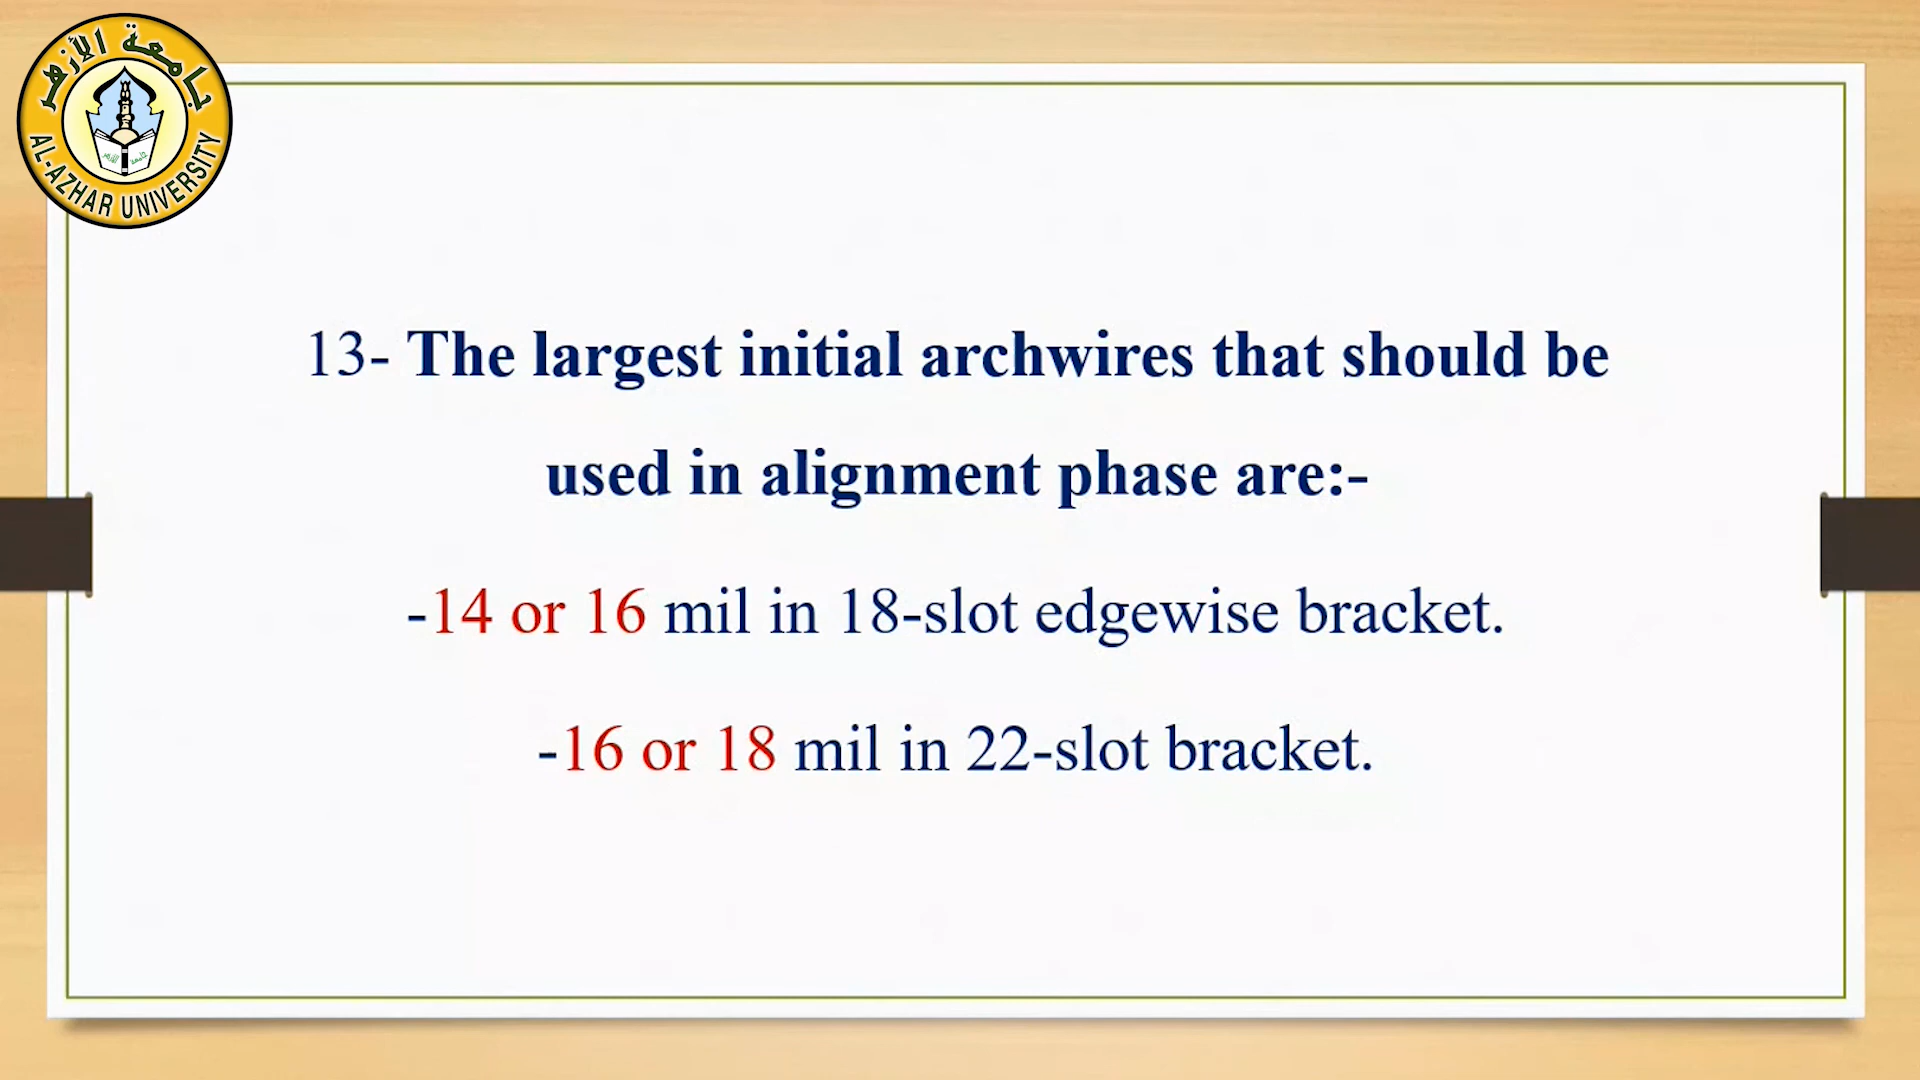 جامعة الأزهر
AL-AZHAR UNIVERSITY
13- The largest initial archwires that should be
used in alignment phase are:-
-14 or 16 mil in 18-slot edgewise bracket.
-16 or 18 mil in 22-slot bracket.